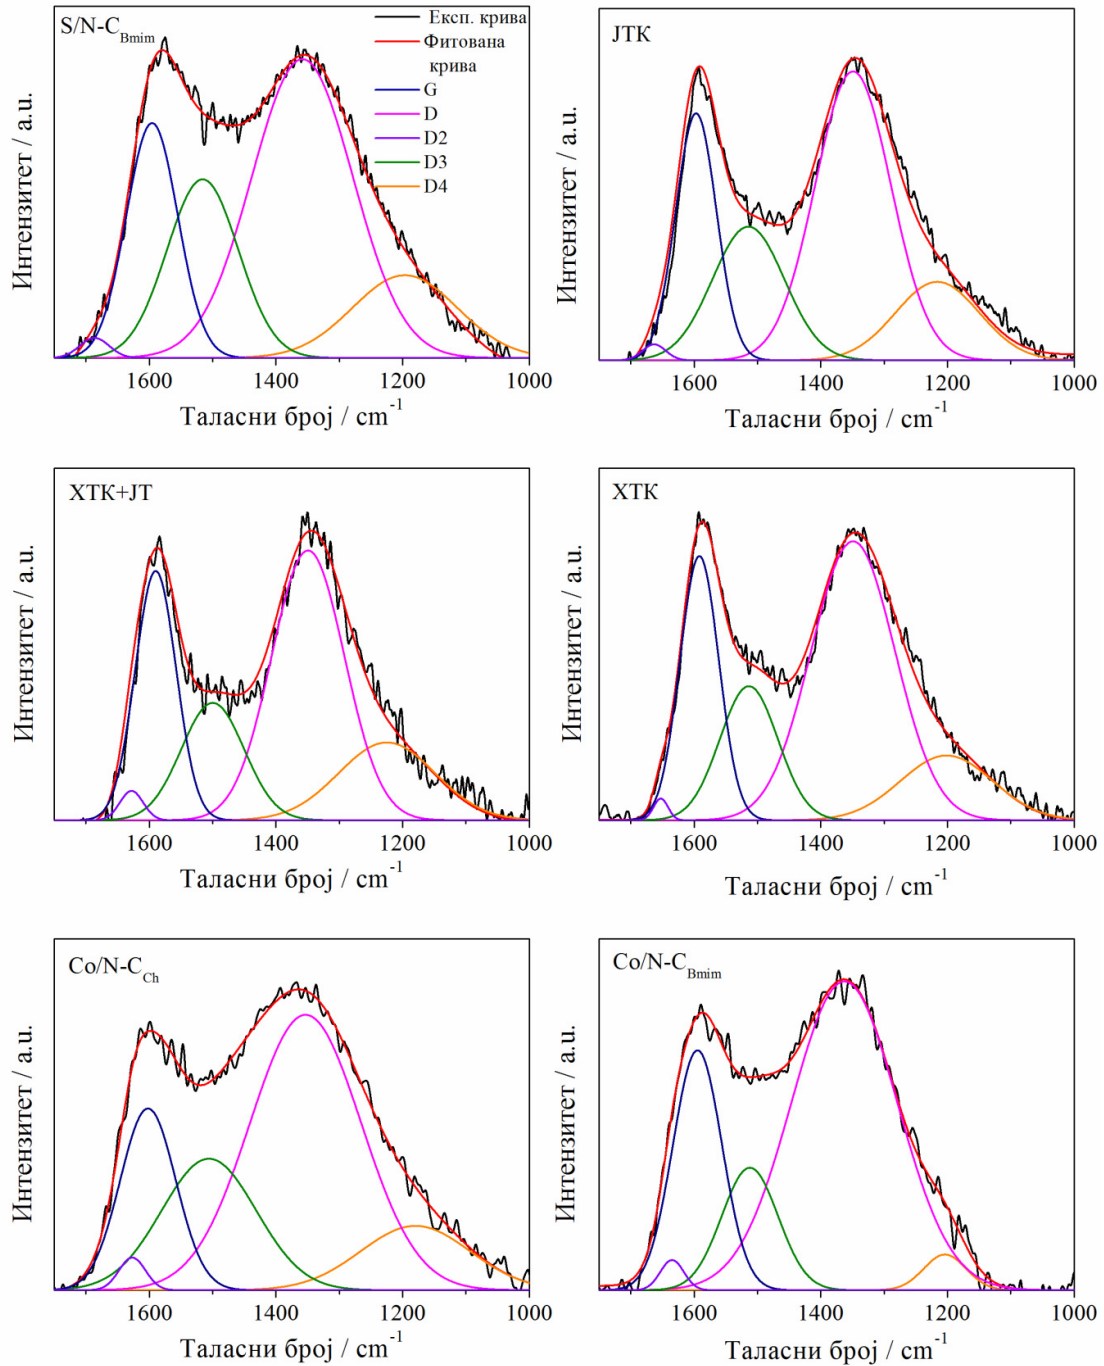 S/N-C_Bmim
Експ. крива
Фитована
крива
G
D
D2
D3
D4
Интензитет / a.u.
1600 1400 1200 1000
Таласни број / cm⁻¹
ЈТК
Интензитет / a.u.
1600 1400 1200 1000
Таласни број / cm⁻¹
ХТК+ЈТ
Интензитет / a.u.
1600 1400 1200 1000
Таласни број / cm⁻¹
ХТК
Интензитет / a.u.
1600 1400 1200 1000
Таласни број / cm⁻¹
Co/N-C_Ch
Интензитет / a.u.
1600 1400 1200 1000
Таласни број / cm⁻¹
Co/N-C_Bmim
Интензитет / a.u.
1600 1400 1200 1000
Таласни број / cm⁻¹